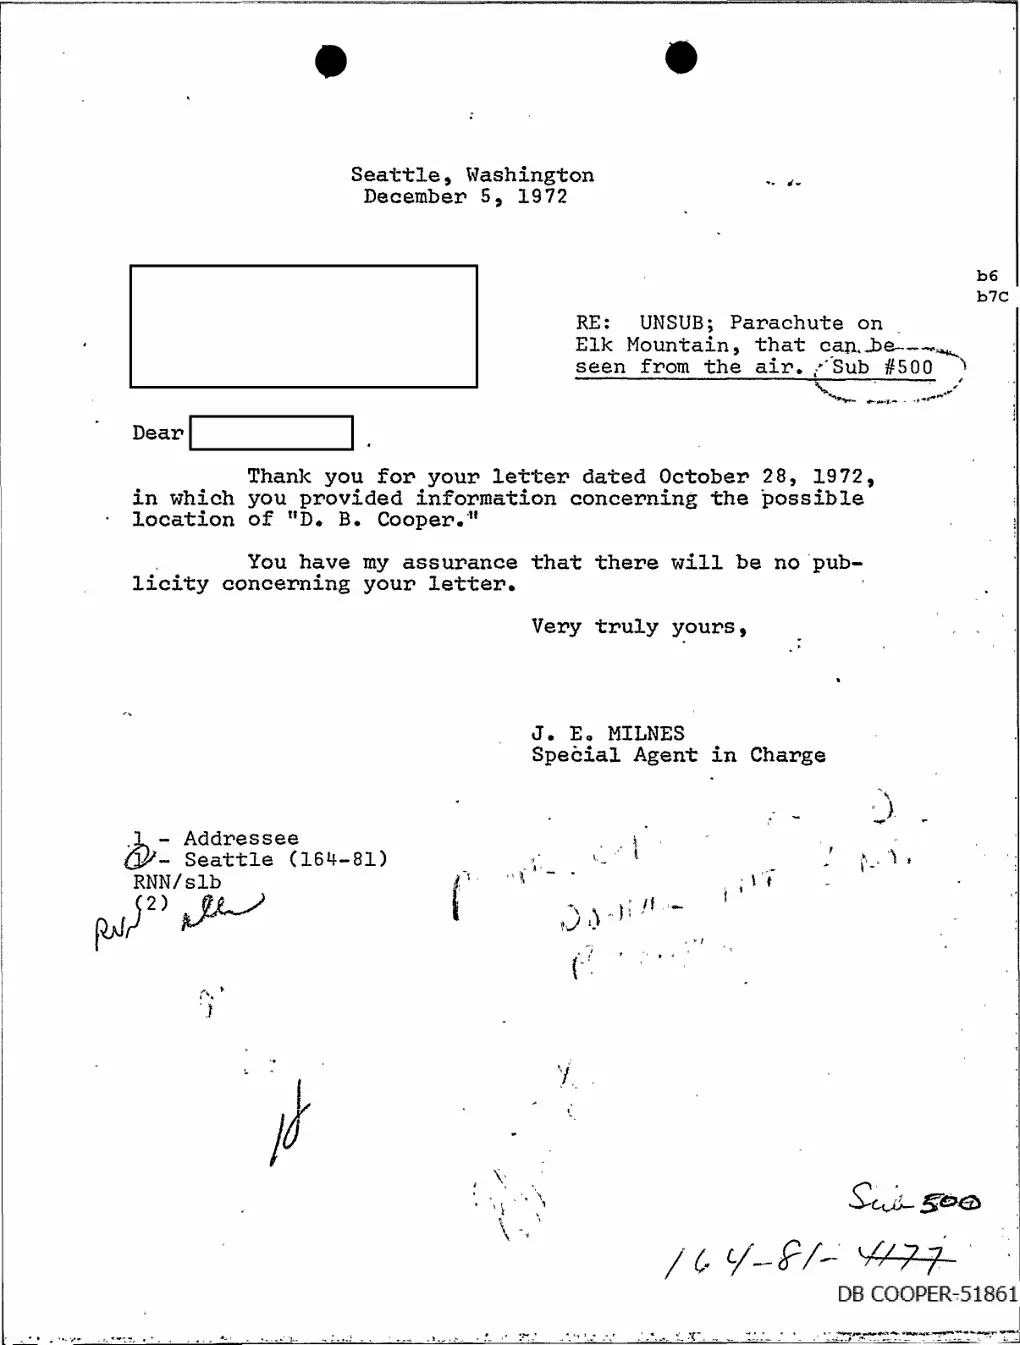 Seattle, Washington
December 5, 1972
b6
b7C
RE: UNSUB; Parachute on
Elk Mountain, that can be
seen from the air. Sub #500
Dear
Thank you for your letter dated October 28, 1972,
in which you provided information concerning the possible
location of "D. B. Cooper."
You have my assurance that there will be no pub-
licity concerning your letter.
Very truly yours,
J. E. MILNES
Special Agent in Charge
1 - Addressee
1 - Seattle (164-81)
RNN/slb
(2)
Sub 500
164-81-4177
DB COOPER-51861